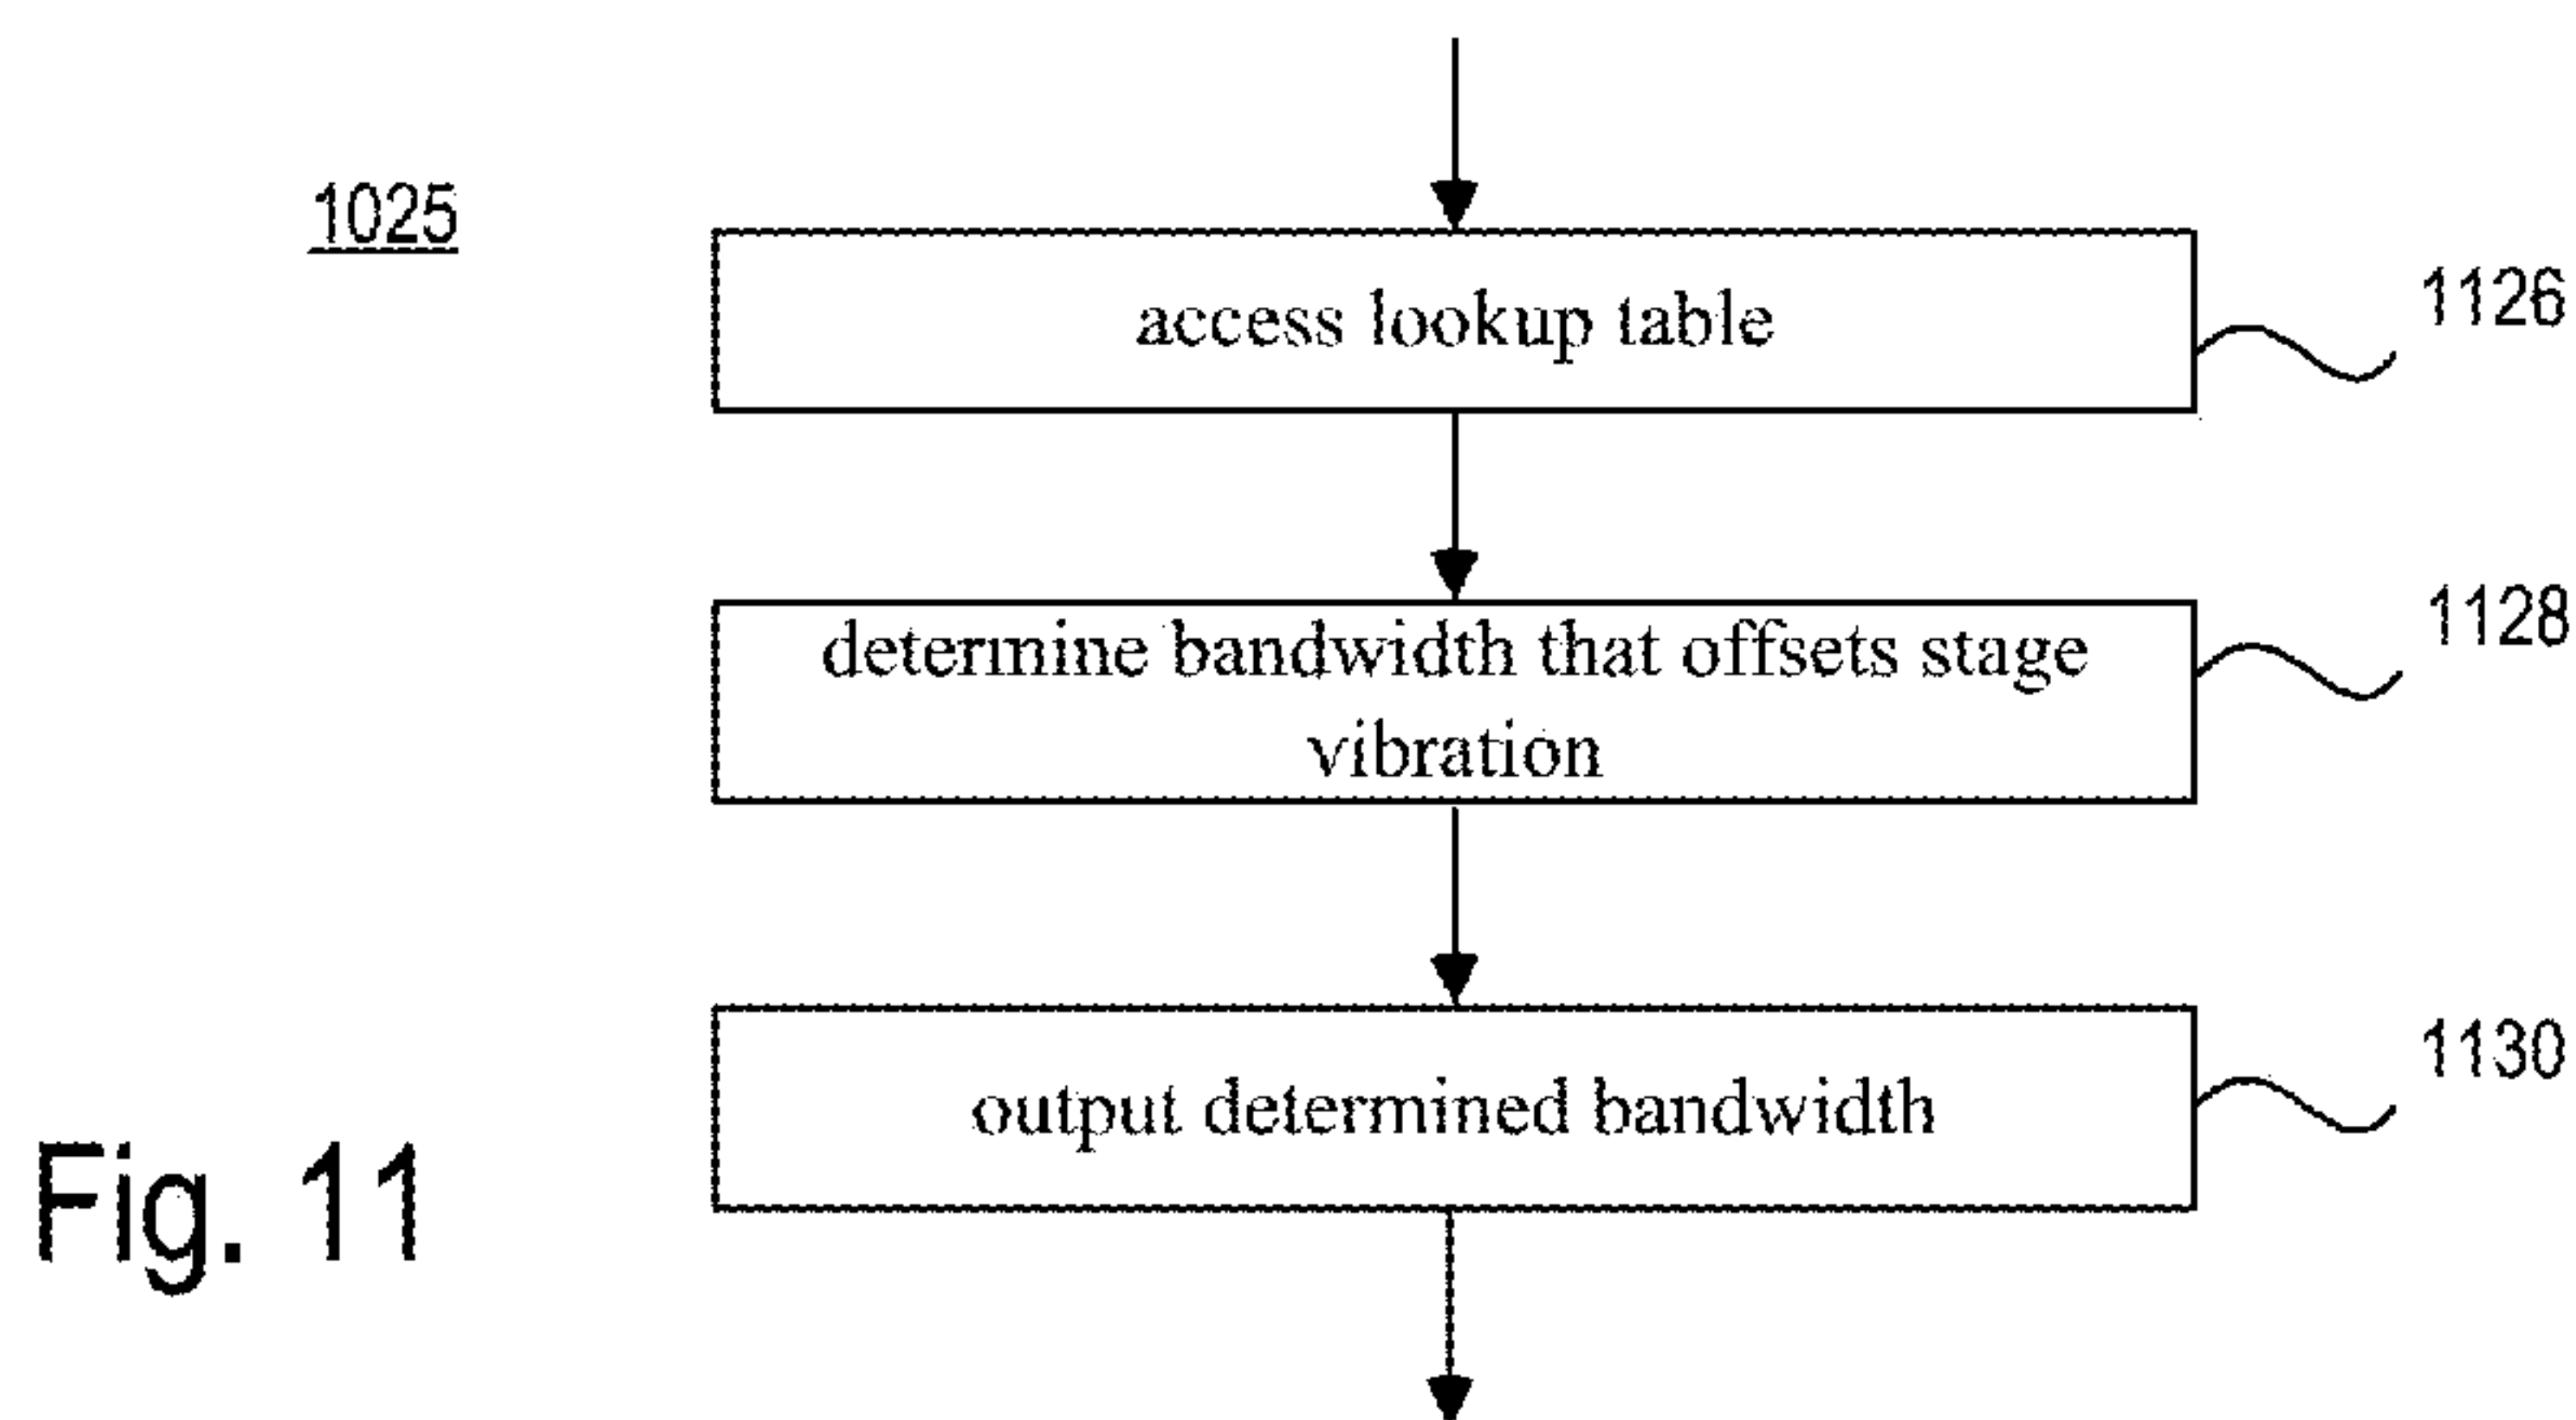 1025
access lookup table
1126
determine bandwidth that offsets stage
vibration
1128
output determined bandwidth
1130
Fig. 11